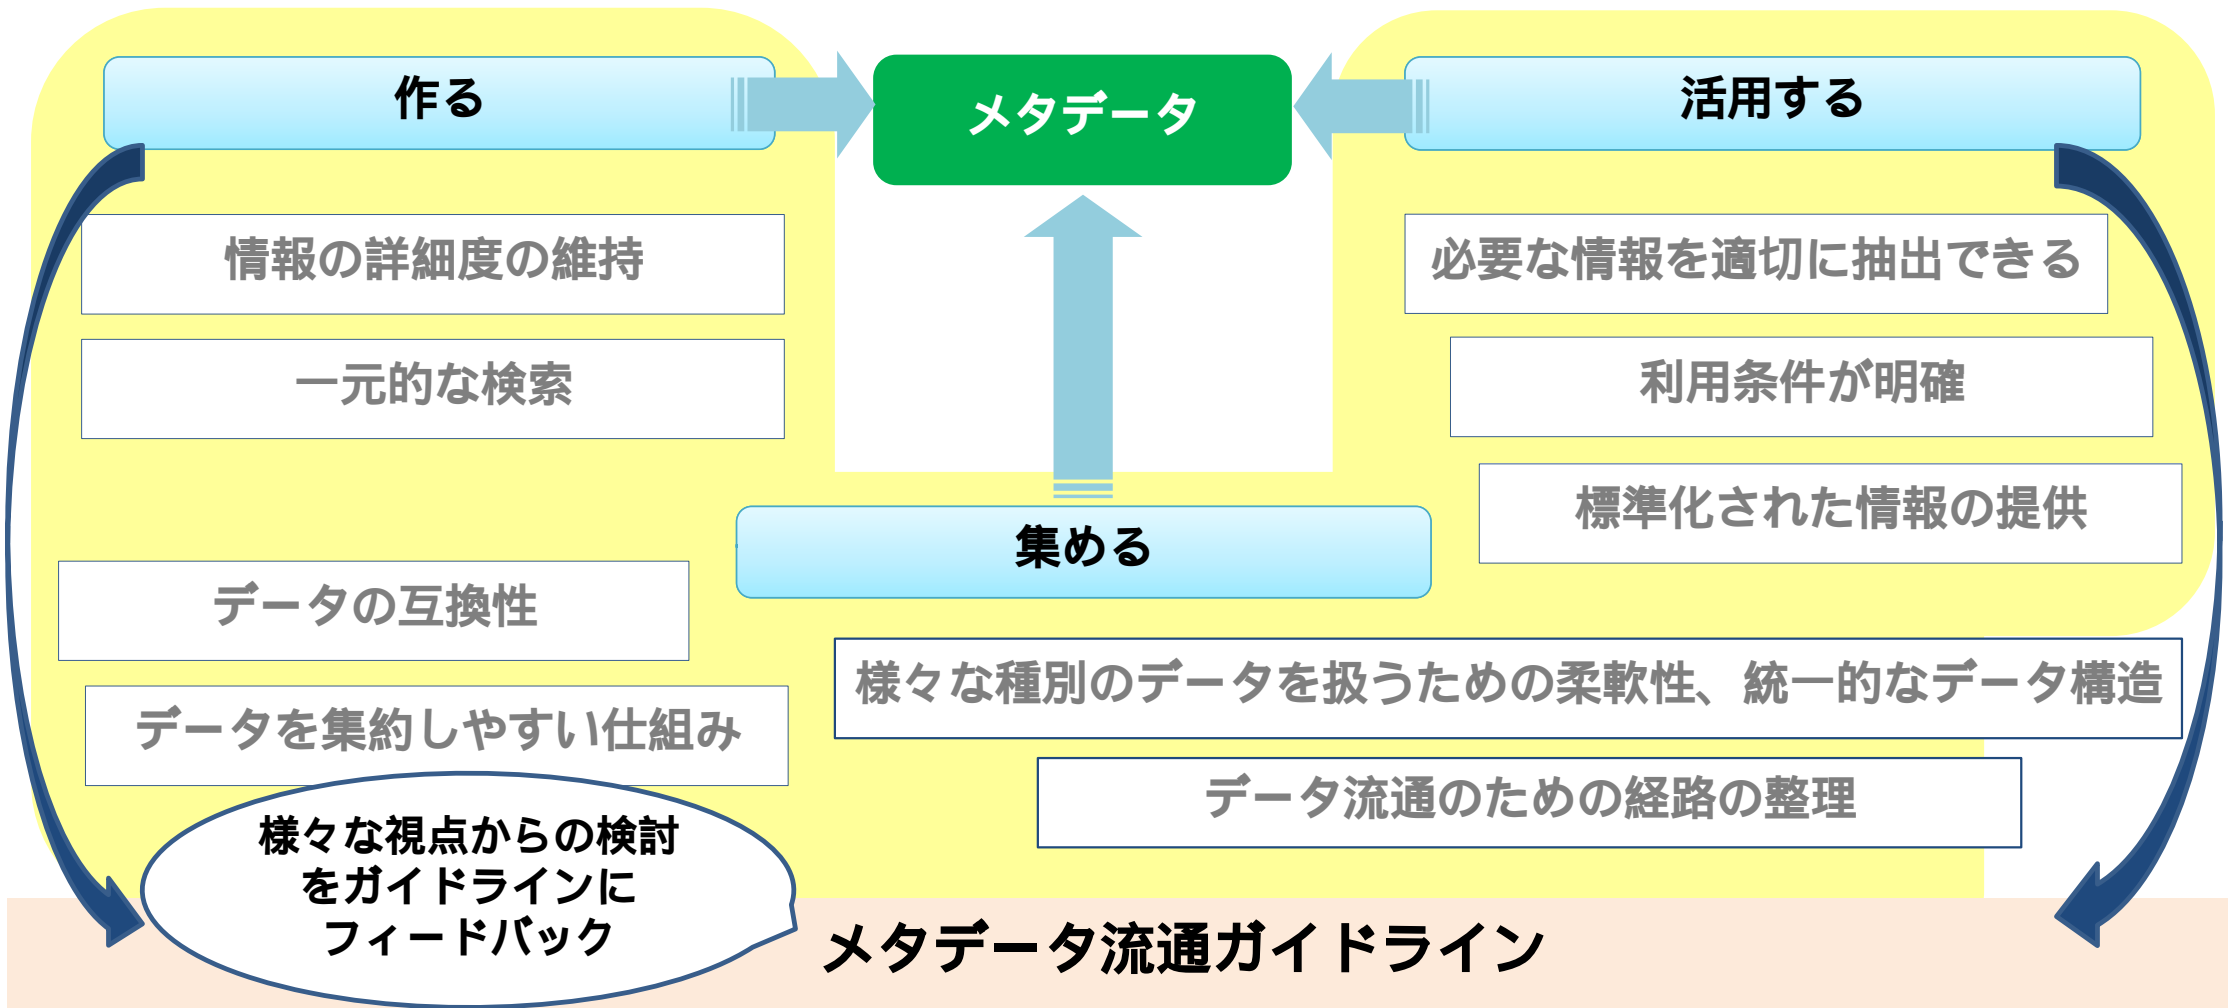 作る
メタデータ
活用する
情報の詳細度の維持
一元的な検索
必要な情報を適切に抽出できる
利用条件が明確
標準化された情報の提供
集める
データの互換性
データを集約しやすい仕組み
様々な種別のデータを扱うための柔軟性、統一的なデータ構造
データ流通のための経路の整理
様々な視点からの検討
をガイドラインに
フィードバック
メタデータ流通ガイドライン